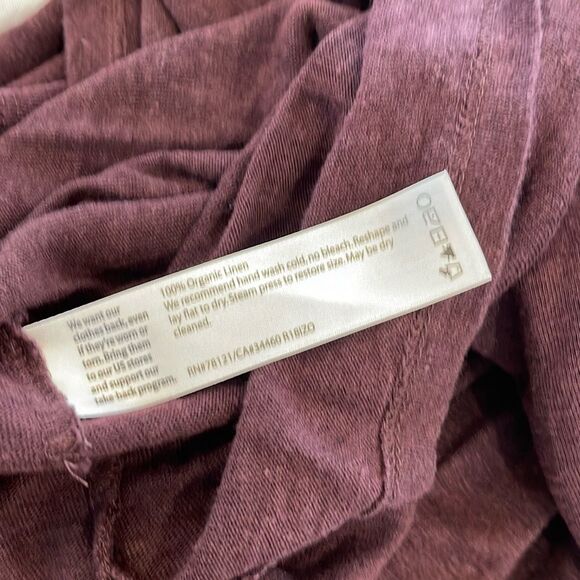 We want our
clothes back, even
if they're worn or
torn. Bring them
to our US stores
and support our
take back program.
100% Organic Linen
We recommend hand wash cold, no bleach. Reshape and
lay flat to dry. Steam press to restore size. May be dry
cleaned.
RN#78121/CA#34460 R1BIZO